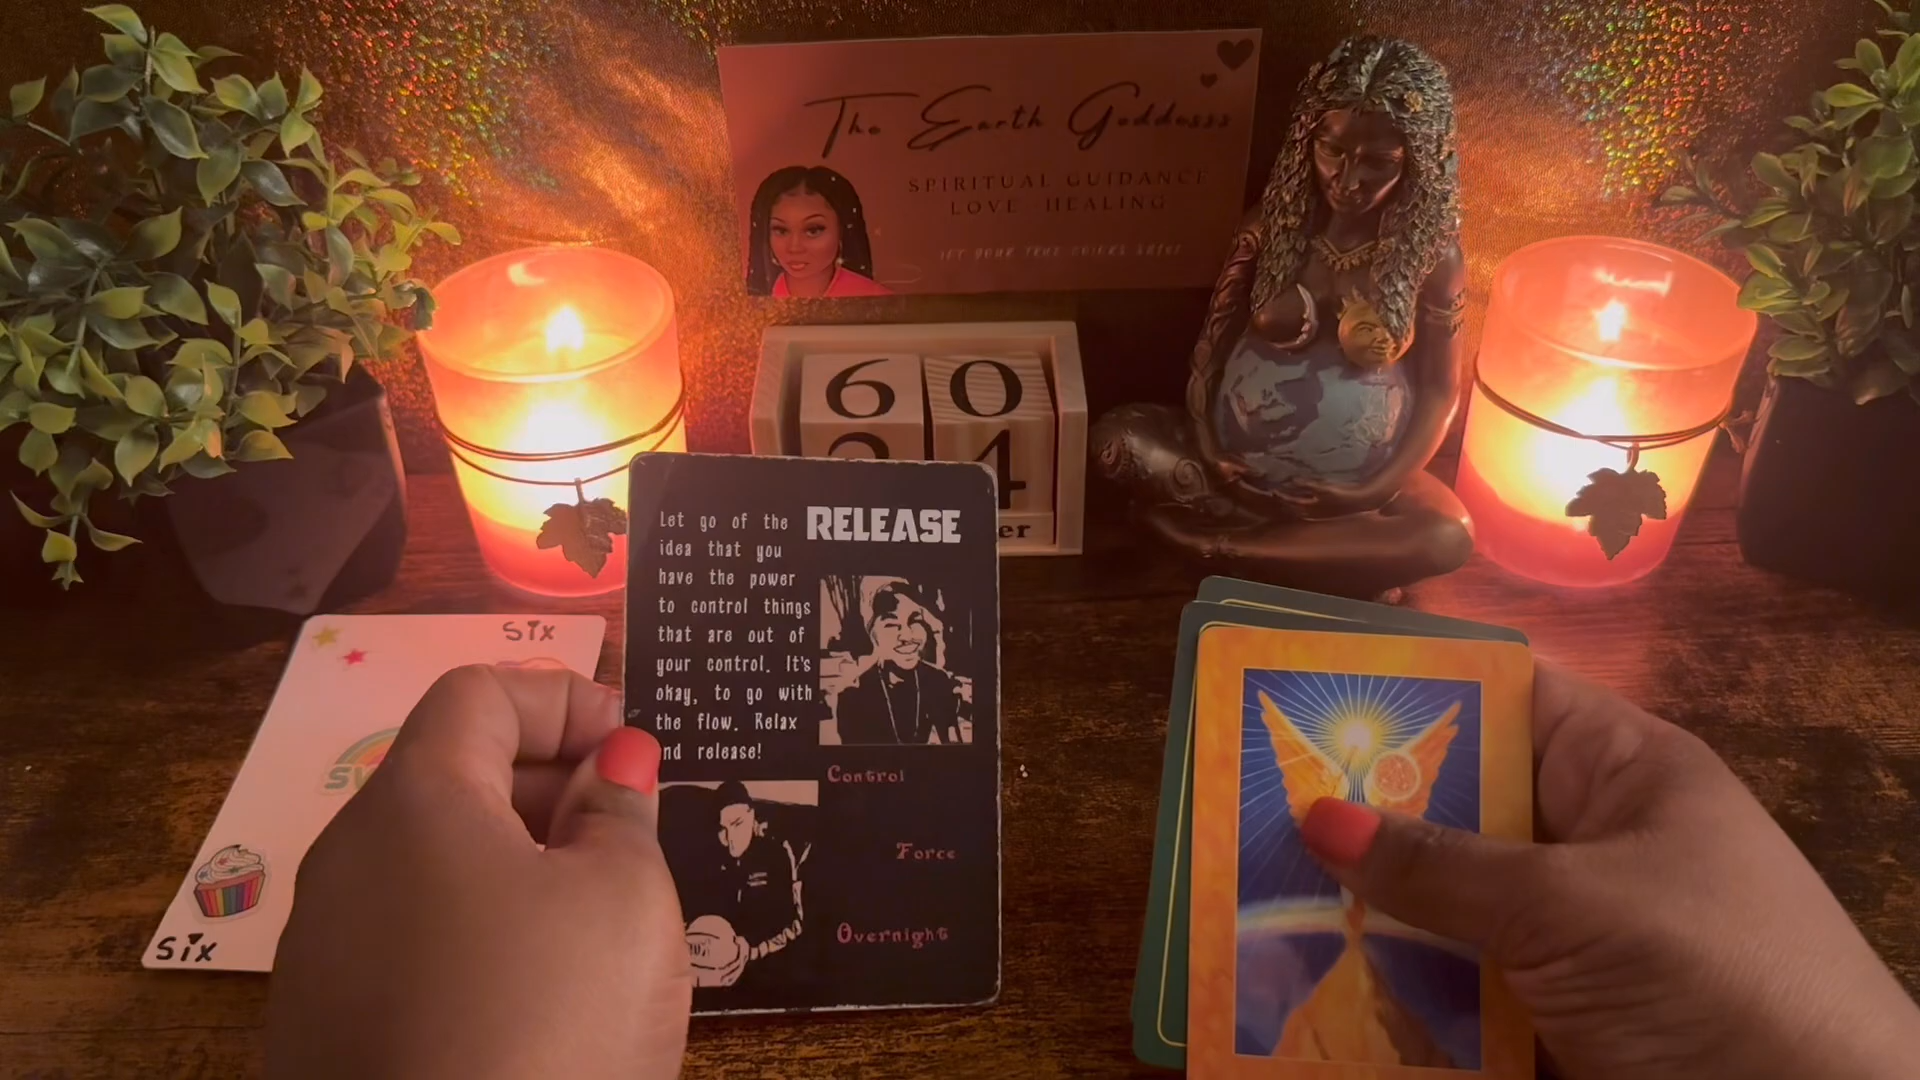 The Earth Goddesss
SPIRITUAL GUIDANCE
LOVE HEALING
60
4
er
RELEASE
Let go of the
idea that you
have the power
to control things
that are out of
your control. It's
okay, to go with
the flow. Relax
nd release!
Control
Force
Overnight
Six
Six